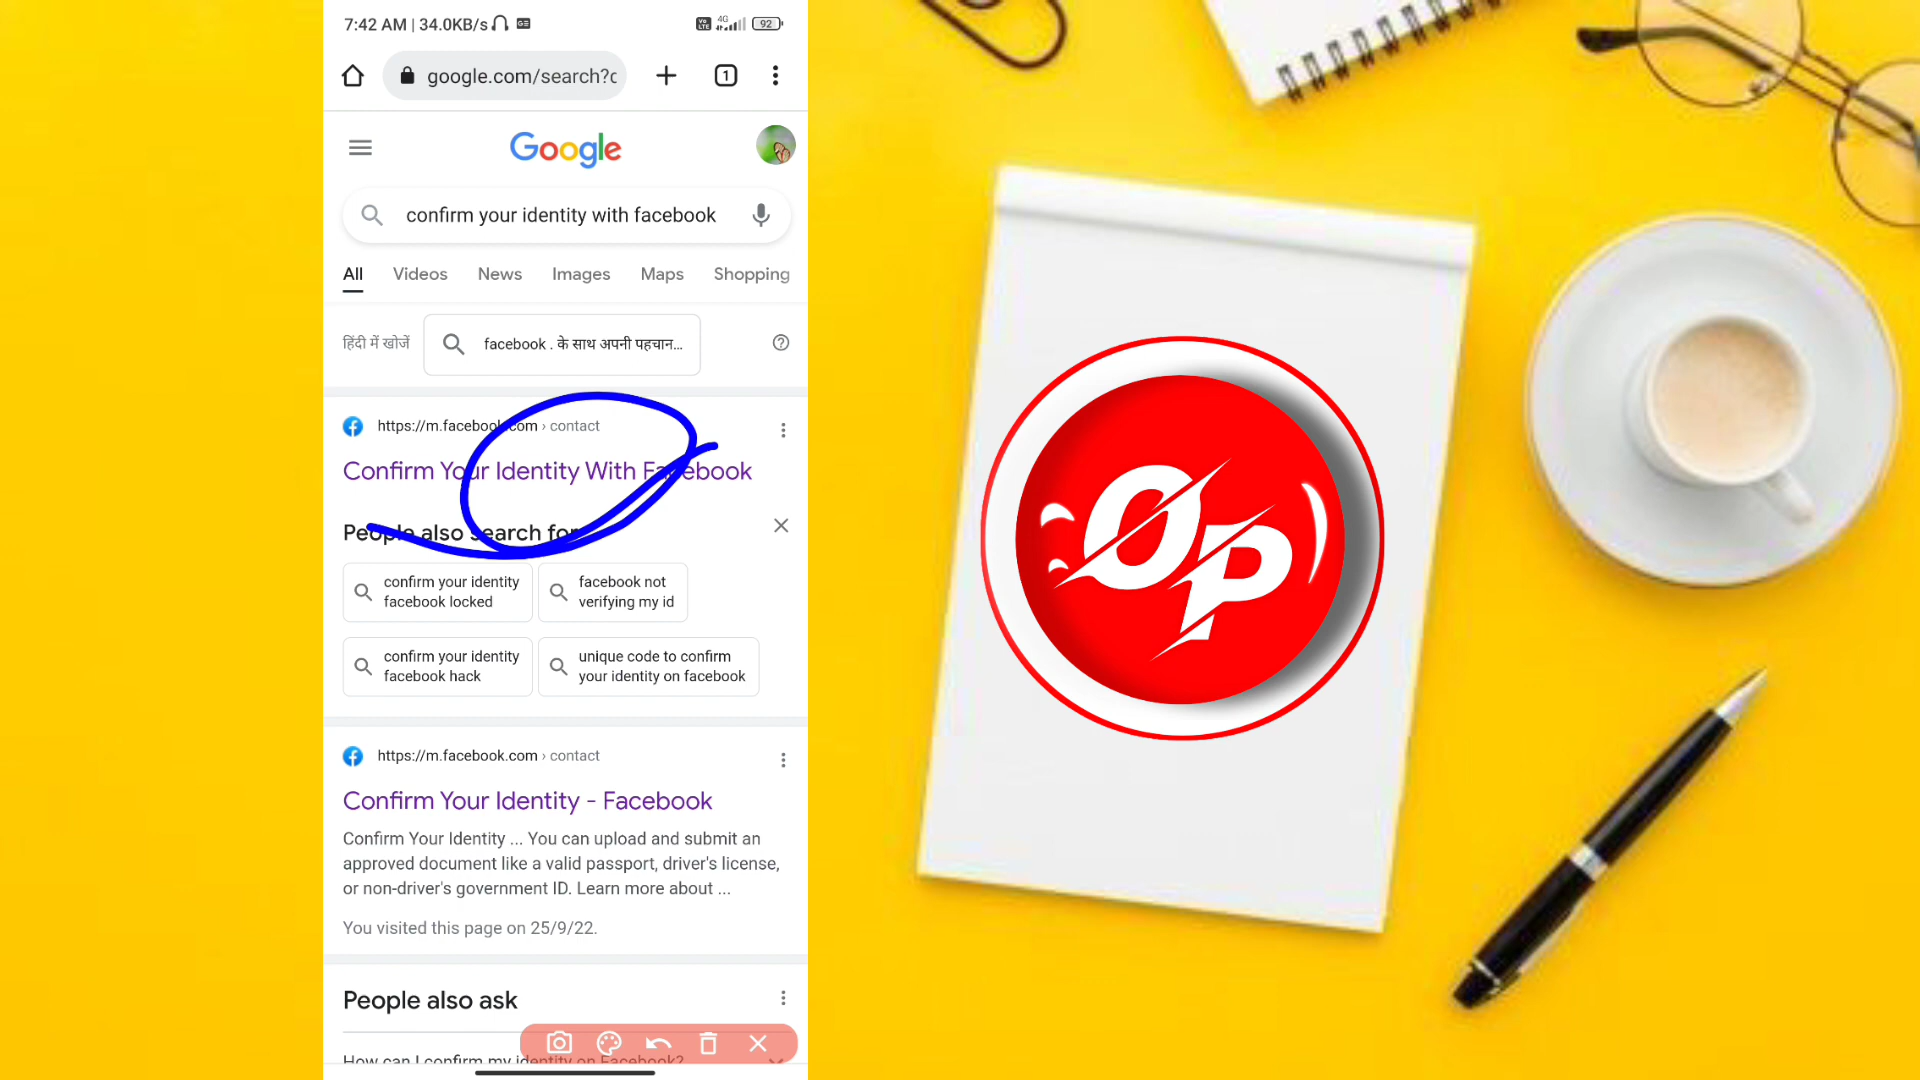 7:42 AM | 34.0KB/s
4G 92
google.com/search?c
1
Google
confirm your identity with facebook
All Videos News Images Maps Shopping
हिंदी में खोजें
facebook . के साथ अपनी पहचान...
https://m.facebook.com › contact
Confirm Your Identity With Facebook
People also search for
confirm your identity
facebook locked
facebook not
verifying my id
confirm your identity
facebook hack
unique code to confirm
your identity on facebook
https://m.facebook.com › contact
Confirm Your Identity - Facebook
Confirm Your Identity ... You can upload and submit an
approved document like a valid passport, driver's license,
or non-driver's government ID. Learn more about ...
You visited this page on 25/9/22.
People also ask
How can I confirm my identity on Facebook?
OP